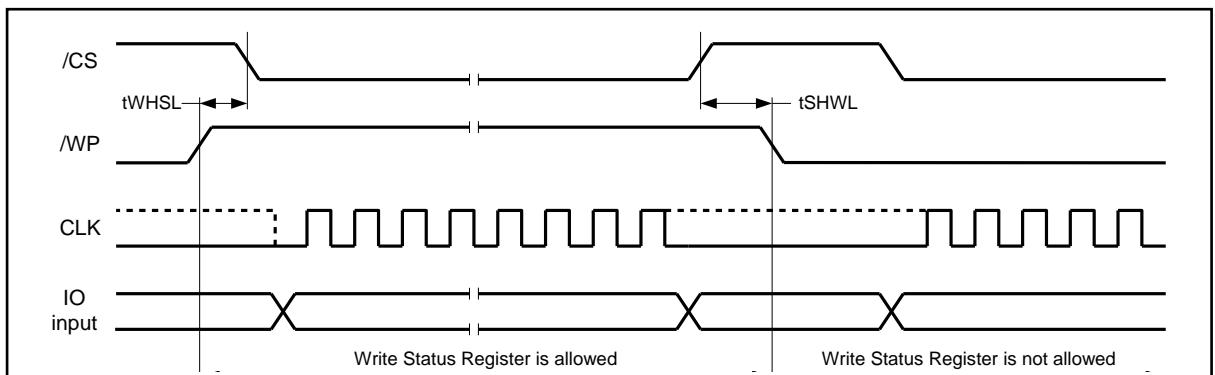 /CS
tWHSL
tSHWL
/WP
CLK
IO
input
Write Status Register is allowed
Write Status Register is not allowed